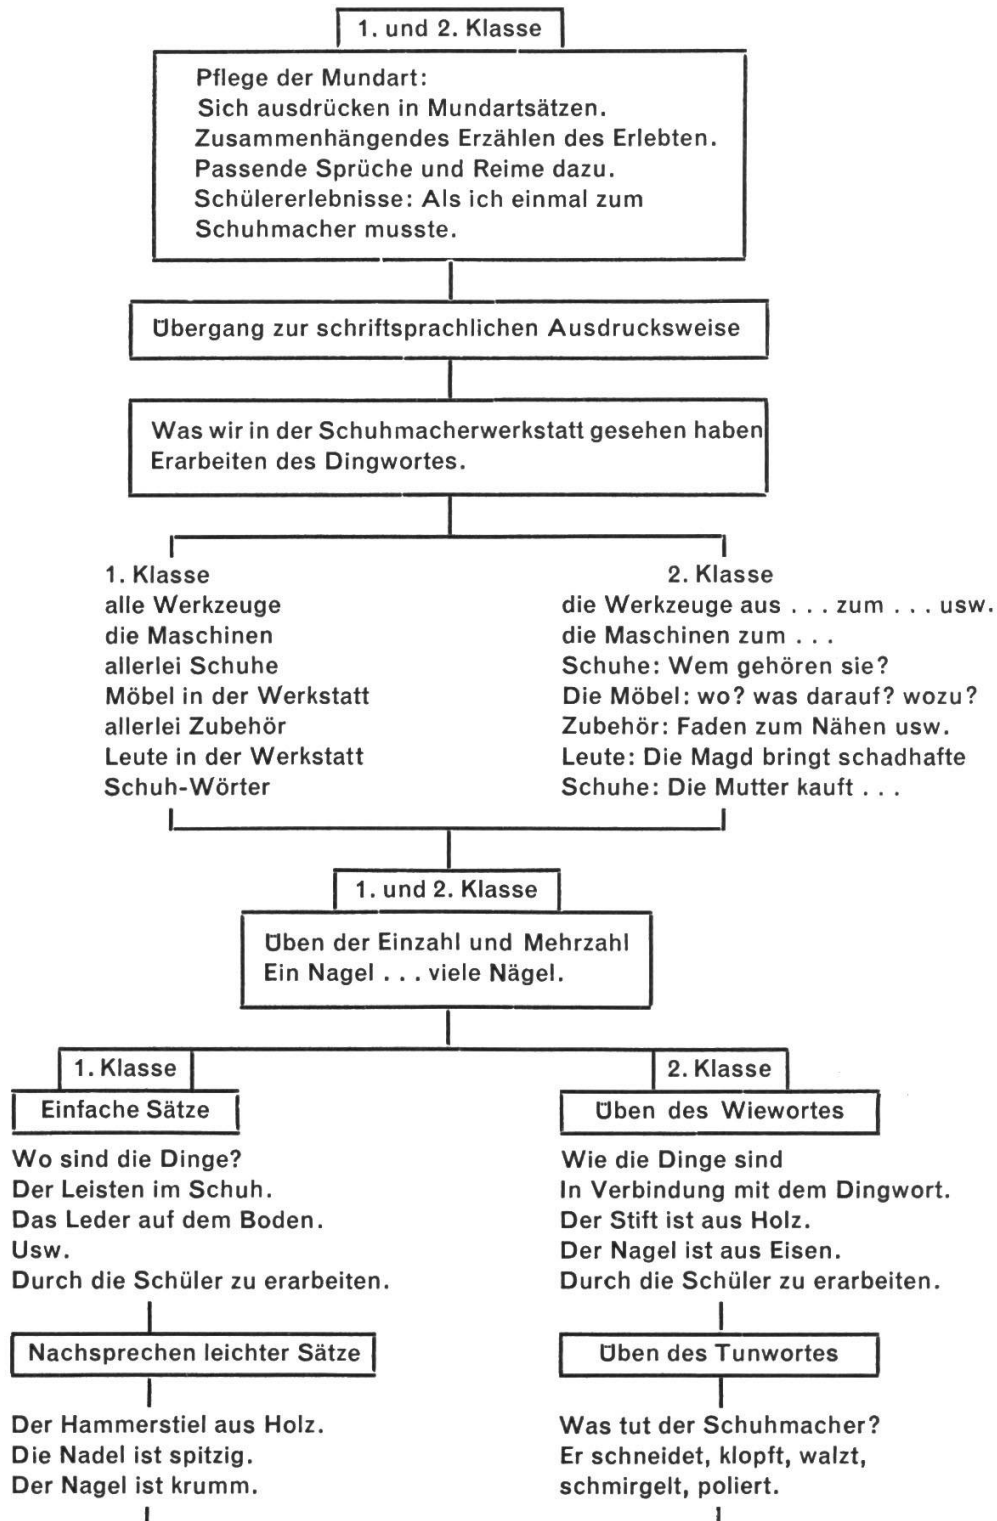 1. und 2. Klasse
Pflege der Mundart:
Sich ausdrücken in Mundartsätzen.
Zusammenhängendes Erzählen des Erlebten.
Passende Sprüche und Reime dazu.
Schülererlebnisse: Als ich einmal zum
Schuhmacher musste.
Übergang zur schriftsprachlichen Ausdrucksweise
Was wir in der Schuhmacherwerkstatt gesehen haben
Erarbeiten des Dingwortes.
1. Klasse
alle Werkzeuge
die Maschinen
allerlei Schuhe
Möbel in der Werkstatt
allerlei Zubehör
Leute in der Werkstatt
Schuh-Wörter
2. Klasse
die Werkzeuge aus . . . zum . . . usw.
die Maschinen zum . . .
Schuhe: Wem gehören sie?
Die Möbel: wo? was darauf? wozu?
Zubehör: Faden zum Nähen usw.
Leute: Die Magd bringt schadhafte
Schuhe: Die Mutter kauft . . .
1. und 2. Klasse
Üben der Einzahl und Mehrzahl
Ein Nagel . . . viele Nägel.
1. Klasse
Einfache Sätze
Wo sind die Dinge?
Der Leisten im Schuh.
Das Leder auf dem Boden.
Usw.
Durch die Schüler zu erarbeiten.
Nachsprechen leichter Sätze
Der Hammerstiel aus Holz.
Die Nadel ist spitzig.
Der Nagel ist krumm.
2. Klasse
Üben des Wiewortes
Wie die Dinge sind
In Verbindung mit dem Dingwort.
Der Stift ist aus Holz.
Der Nagel ist aus Eisen.
Durch die Schüler zu erarbeiten.
Üben des Tunwortes
Was tut der Schuhmacher?
Er schneidet, klopft, walzt,
schmirgelt, poliert.